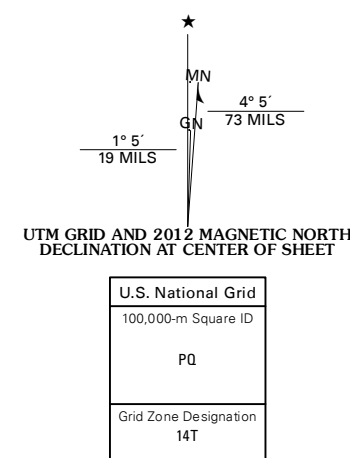 ★
MN
GN
4° 5´
73 MILS
1° 5´
19 MILS
UTM GRID AND 2012 MAGNETIC NORTH
DECLINATION AT CENTER OF SHEET
U.S. National Grid
100,000-m Square ID
PQ
Grid Zone Designation
14T